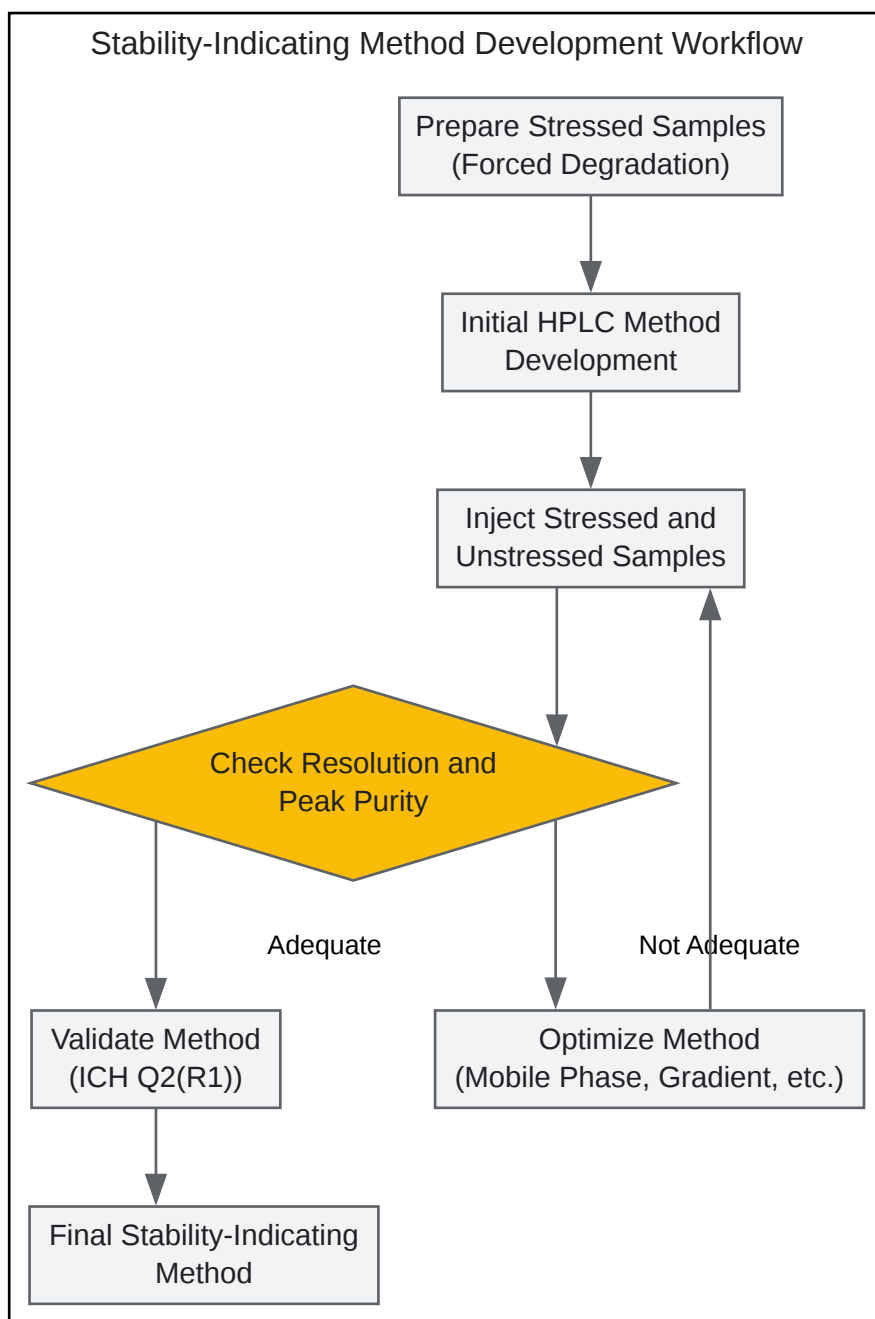 Stability-Indicating Method Development Workflow
Prepare Stressed Samples
(Forced Degradation)
Initial HPLC Method
Development
Inject Stressed and
Unstressed Samples
Check Resolution and
Peak Purity
Adequate
Not Adequate
Validate Method
(ICH Q2(R1))
Optimize Method
(Mobile Phase, Gradient, etc.)
Final Stability-Indicating
Method